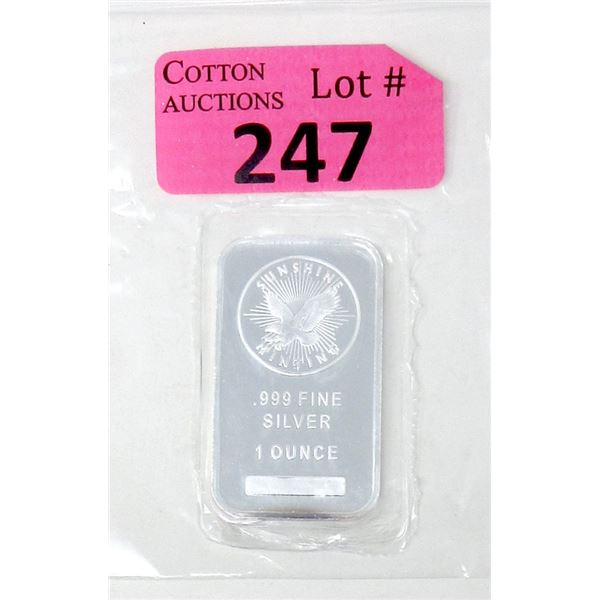 COTTON
AUCTIONS
Lot #
247
SUNSHINE
MINTING
.999 FINE
SILVER
1 OUNCE